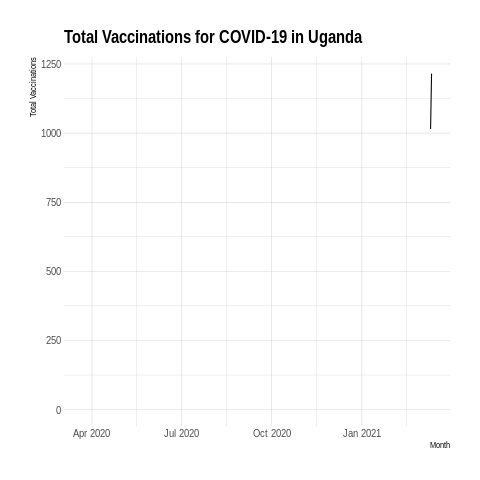 Total Vaccinations for COVID-19 in Uganda
Total Vaccinations
1250
1000
750
500
250
0
Apr 2020
Jul 2020
Oct 2020
Jan 2021
Month